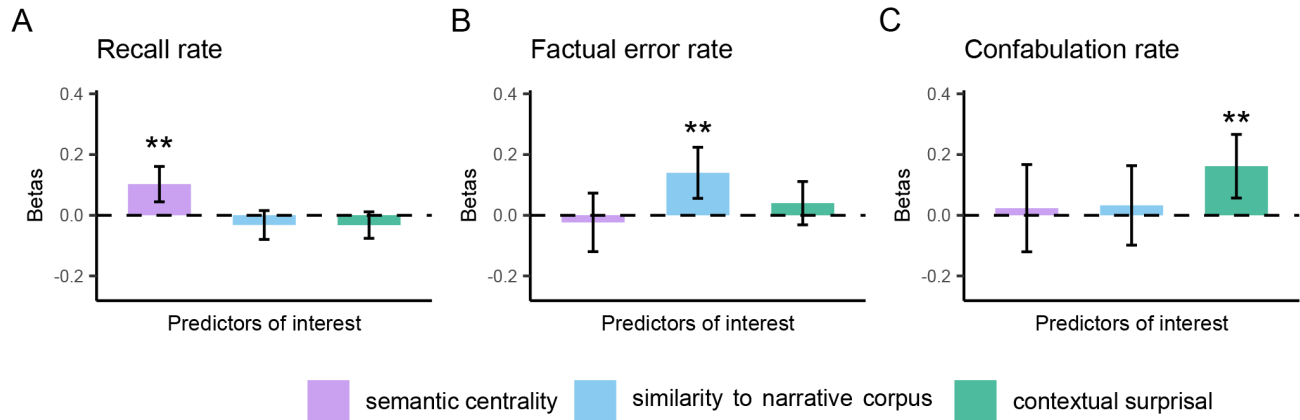 A
Recall rate
0.4
0.2
0.0
-0.2
Betas
**
Predictors of interest
B
Factual error rate
0.4
0.2
0.0
-0.2
Betas
**
Predictors of interest
C
Confabulation rate
0.4
0.2
0.0
-0.2
Betas
**
Predictors of interest
semantic centrality
similarity to narrative corpus
contextual surprisal